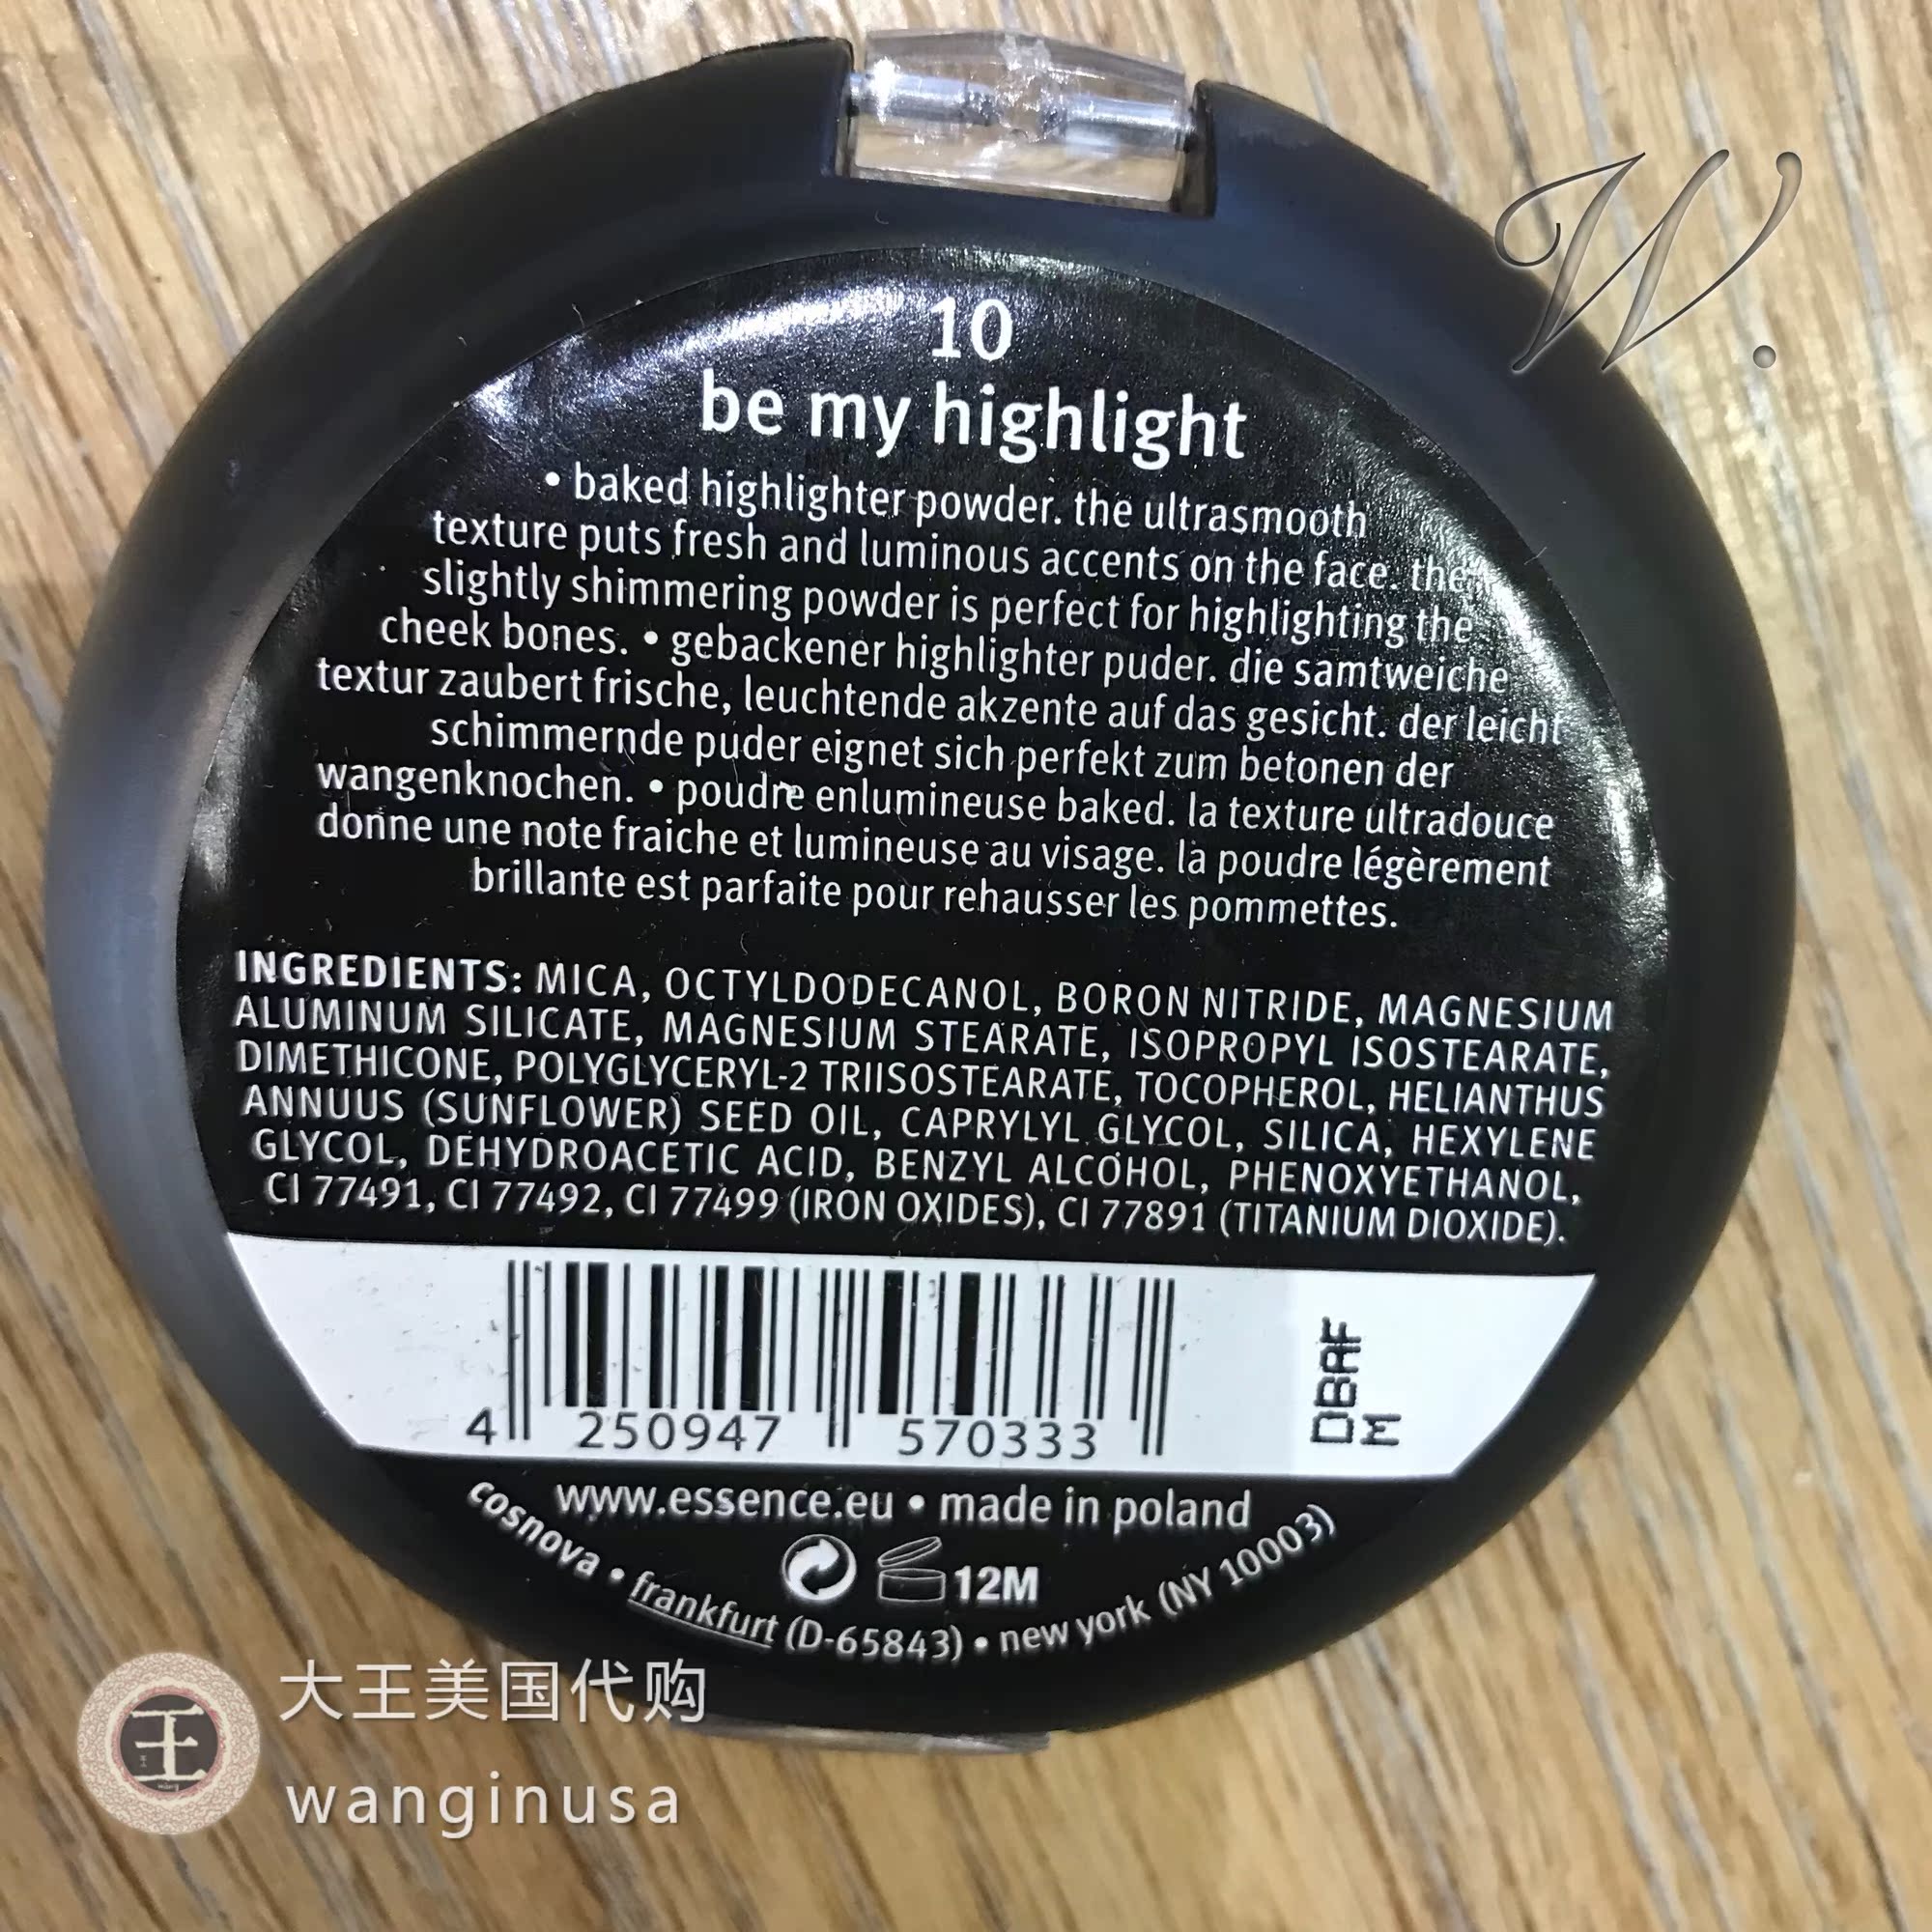 W.
10
be my highlight
• baked highlighter powder. the ultrasmooth
texture puts fresh and luminous accents on the face. the
slightly shimmering powder is perfect for highlighting the
cheek bones. • gebackener highlighter puder. die samtweiche
textur zaubert frische, leuchtende akzente auf das gesicht. der leicht
schimmernde puder eignet sich perfekt zum betonen der
wangenknochen. • poudre enlumineuse baked. la texture ultradouce
donne une note fraiche et lumineuse au visage. la poudre légèrement
brillante est parfaite pour rehausser les pommettes.
INGREDIENTS: MICA, OCTYLDODECANOL, BORON NITRIDE, MAGNESIUM
ALUMINUM SILICATE, MAGNESIUM STEARATE, ISOPROPYL ISOSTEARATE,
DIMETHICONE, POLYGLYCERYL-2 TRIISOSTEARATE, TOCOPHEROL, HELIANTHUS
ANNUUS (SUNFLOWER) SEED OIL, CAPRYLYL GLYCOL, SILICA, HEXYLENE
GLYCOL, DEHYDROACETIC ACID, BENZYL ALCOHOL, PHENOXYETHANOL,
CI 77491, CI 77492, CI 77499 (IRON OXIDES), CI 77891 (TITANIUM DIOXIDE).
4 250947 570333
DBAF
M
www.essence.eu • made in poland
12M
cosnova • frankfurt (D-65843) • new york (NY 10003)
王
大王美国代购
wanginusa